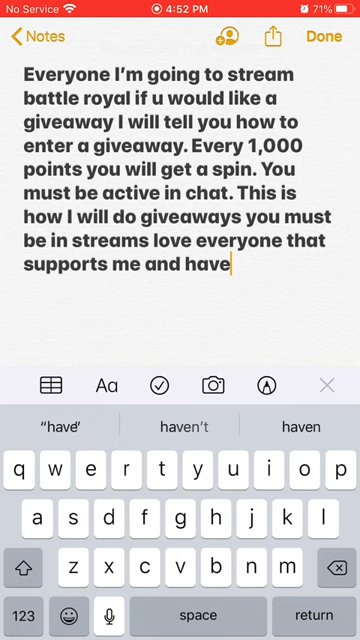 No Service 4:52 PM 71%
Notes Done
Everyone I'm going to stream
battle royal if u would like a
giveaway I will tell you how to
enter a giveaway. Every 1,000
points you will get a spin. You
must be active in chat. This is
how I will do giveaways you must
be in streams love everyone that
supports me and have
Aa
"have" haven't haven
q w e r t y u i o p
a s d f g h j k l
z x c v b n m
123 space return